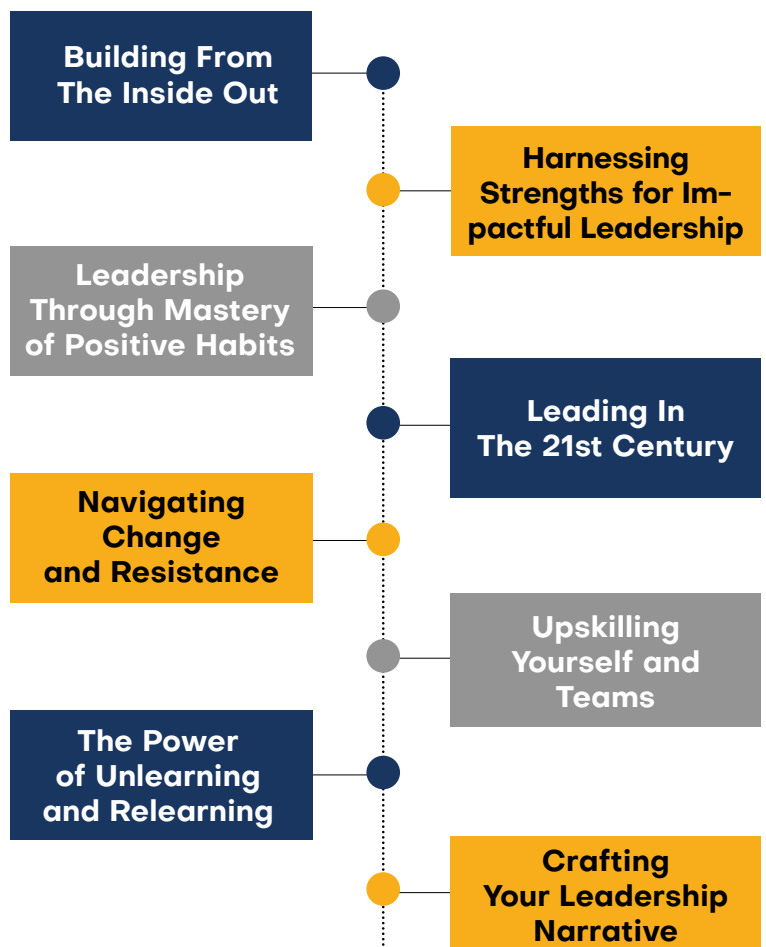 Building From
The Inside Out
Harnessing
Strengths for Im-
pactful Leadership
Leadership
Through Mastery
of Positive Habits
Leading In
The 21st Century
Navigating
Change
and Resistance
Upskilling
Yourself and
Teams
The Power
of Unlearning
and Relearning
Crafting
Your Leadership
Narrative